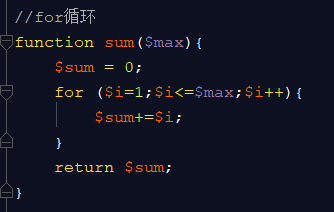 //for循环
function sum($max){
    $sum = 0;
    for ($i=1;$i<=$max;$i++){
        $sum+=$i;
    }
    return $sum;
}